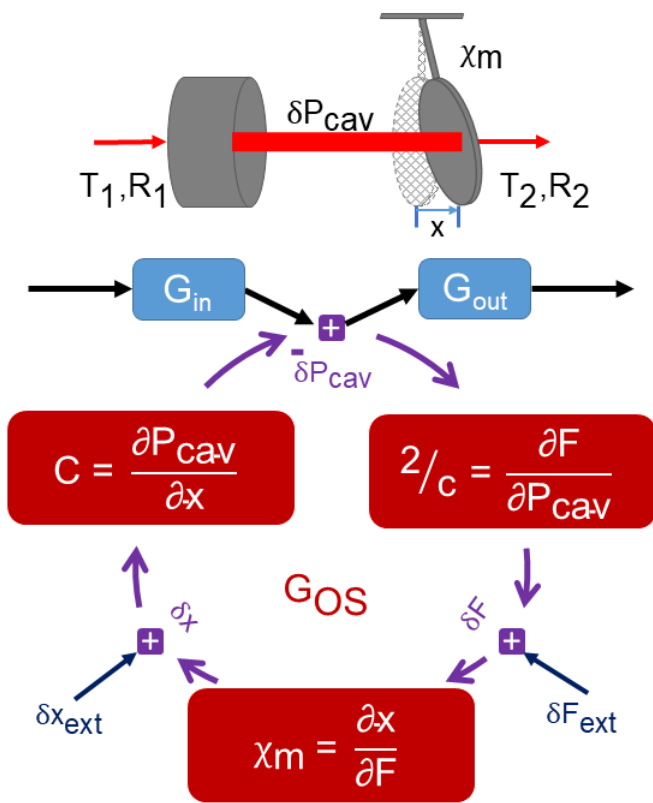 χm
δPcav
T1,R1
T2,R2
x
Gin
Gout
+
-
δPcav
C = ∂Pcav/∂x
2/c = ∂F/∂Pcav
GOS
δx
δF
+
+
δxext
δFext
χm = ∂x/∂F